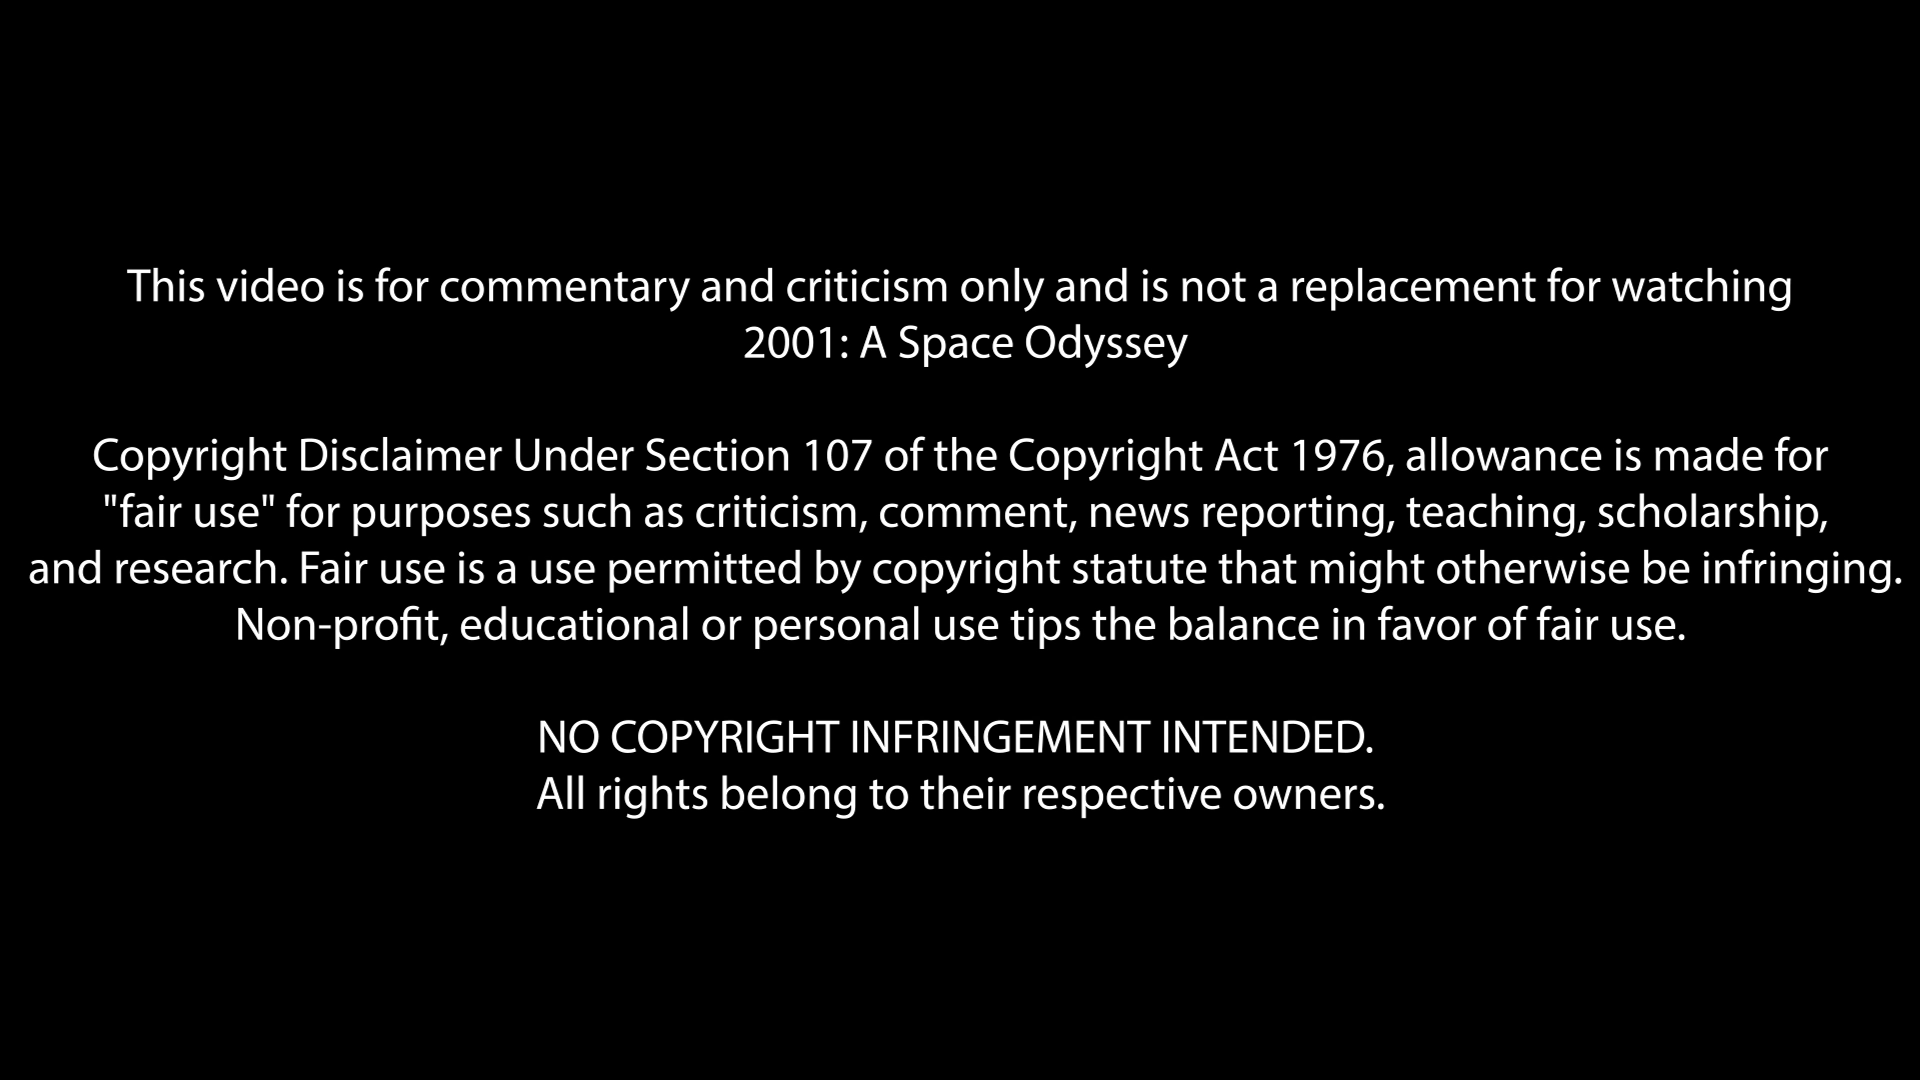 This video is for commentary and criticism only and is not a replacement for watching
2001: A Space Odyssey
Copyright Disclaimer Under Section 107 of the Copyright Act 1976, allowance is made for
"fair use" for purposes such as criticism, comment, news reporting, teaching, scholarship,
and research. Fair use is a use permitted by copyright statute that might otherwise be infringing.
Non-profit, educational or personal use tips the balance in favor of fair use.
NO COPYRIGHT INFRINGEMENT INTENDED.
All rights belong to their respective owners.